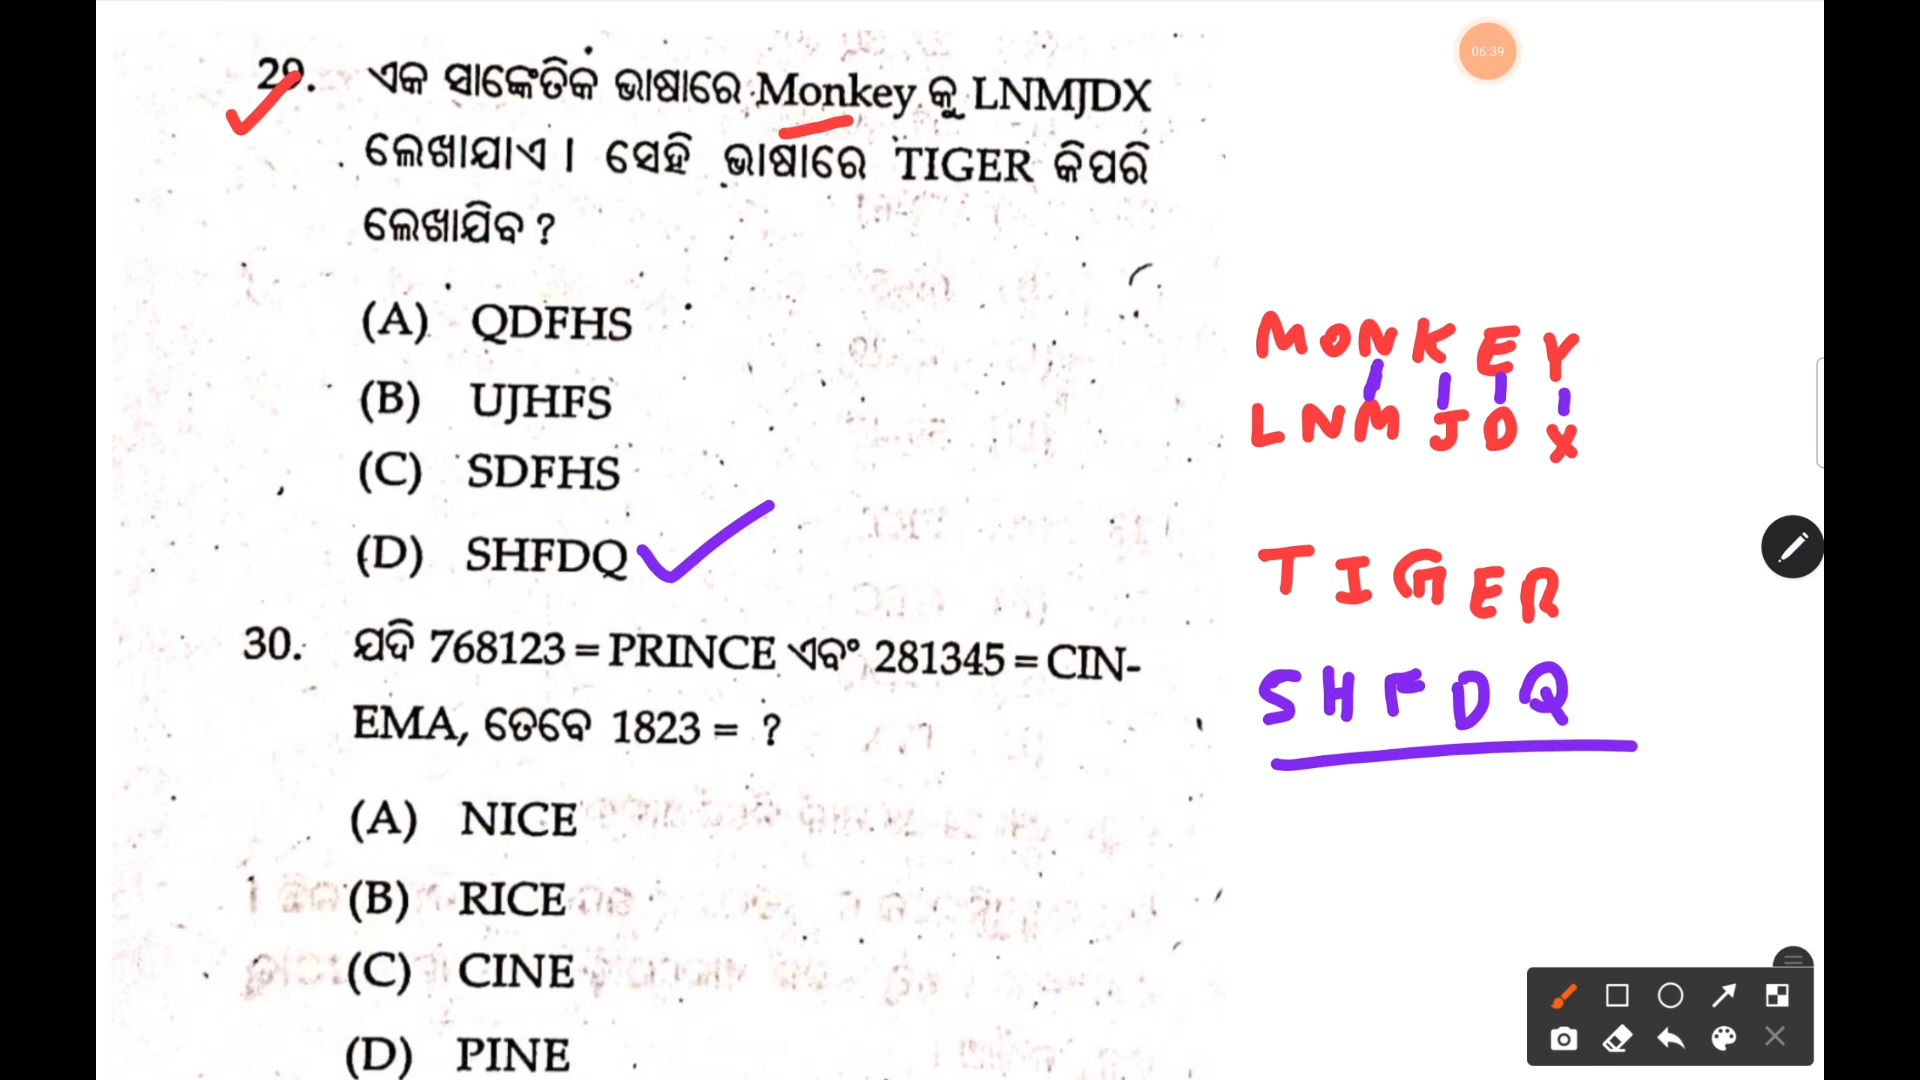 29. ଏକ ସାଙ୍କେତିକ ଭାଷାରେ Monkey କୁ LNMJDX
ଲେଖାଯାଏ । ସେହି ଭାଷାରେ TIGER କିପରି
ଲେଖାଯିବ ?
(A) QDFHS
(B) UJHFS
(C) SDFHS
(D) SHFDQ
30. ଯଦି 768123 = PRINCE ଏବଂ 281345 = CIN-
EMA, ତେବେ 1823 = ?
(A) NICE
(B) RICE
(C) CINE
(D) PINE
06:39
MONKEY
LNMJDX
TIGER
SHFDQ